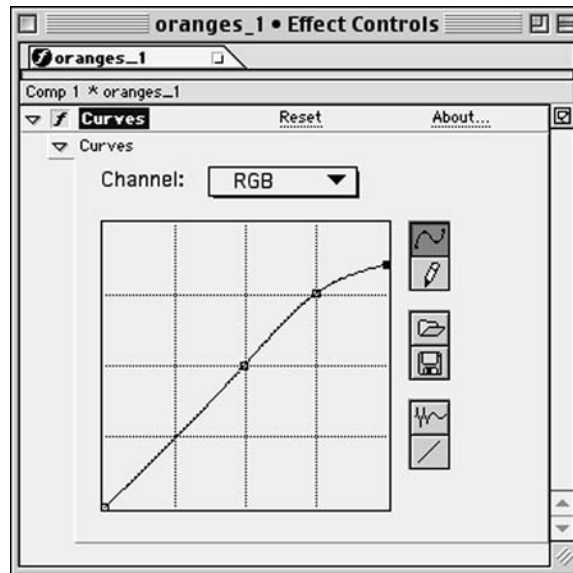 oranges_1 • Effect Controls
oranges_1
Comp 1 * oranges_1
Curves Reset About...
Curves
Channel: RGB